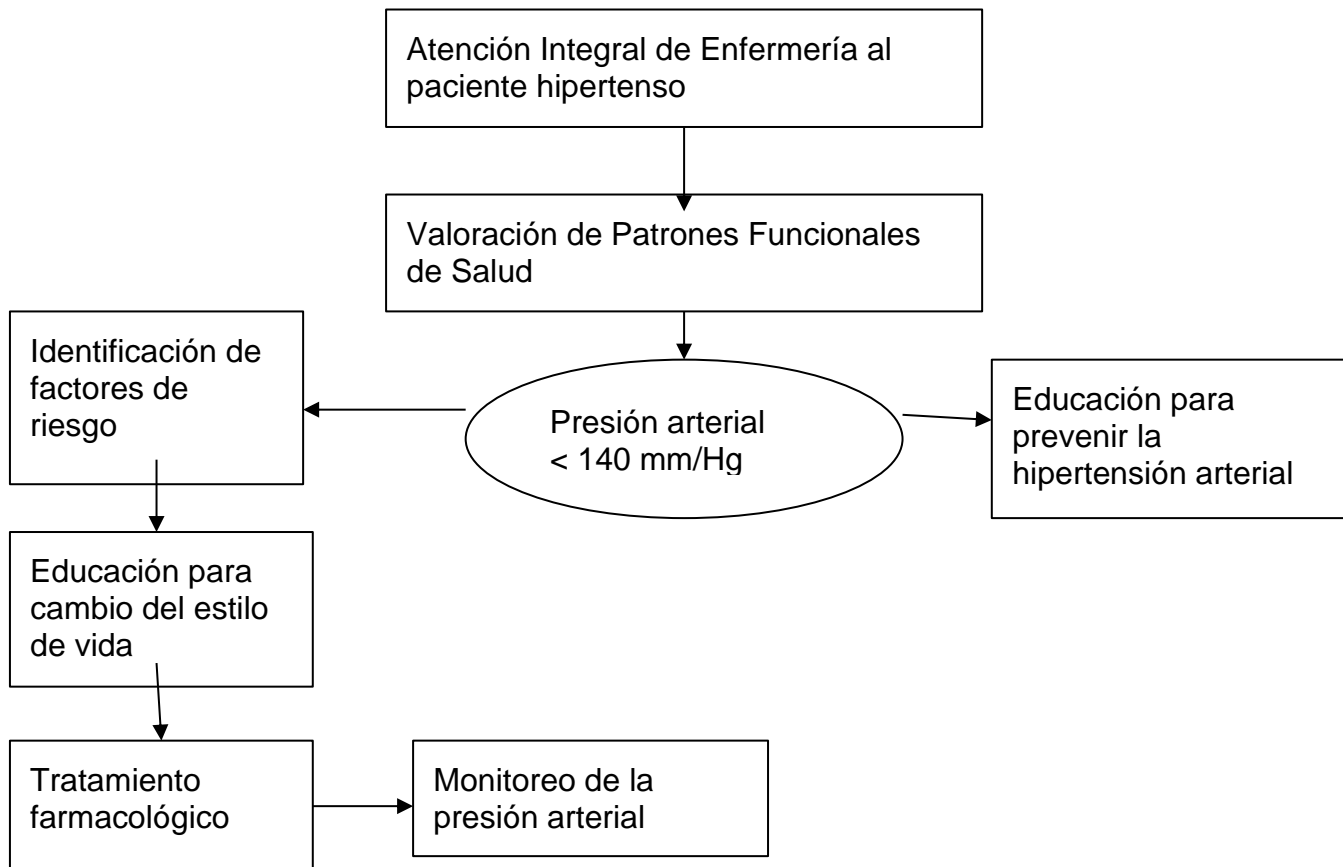 Atención Integral de Enfermería al
paciente hipertenso
Valoración de Patrones Funcionales
de Salud
Identificación de
factores de
riesgo
Presión arterial
< 140 mm/Hg
Educación para
prevenir la
hipertensión arterial
Educación para
cambio del estilo
de vida
Tratamiento
farmacológico
Monitoreo de la
presión arterial